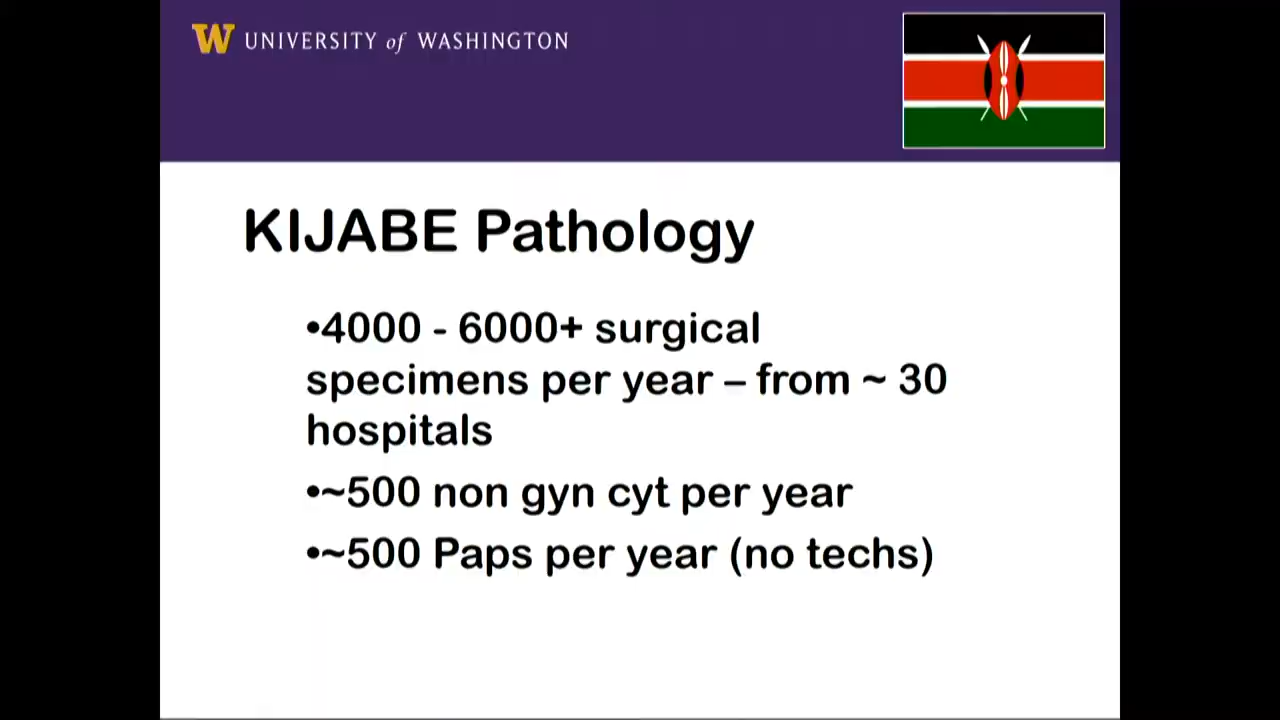 W UNIVERSITY of WASHINGTON
KIJABE Pathology
•4000 - 6000+ surgical
specimens per year – from ~ 30
hospitals
•~500 non gyn cyt per year
•~500 Paps per year (no techs)